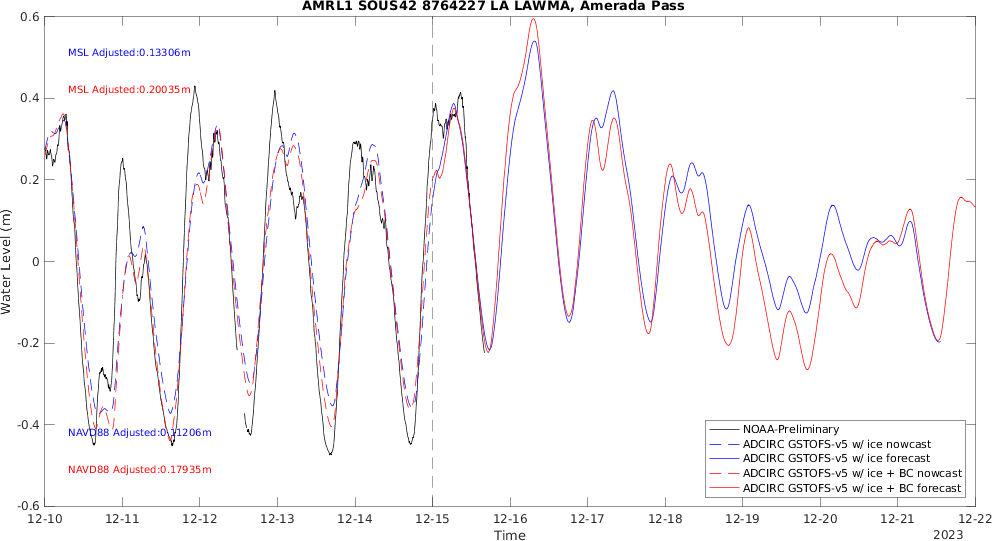 AMRL1 SOUS42 8764227 LA LAWMA, Amerada Pass
0.6
MSL Adjusted:0.13306m
MSL Adjusted:0.20035m
0.4
0.2
0
-0.2
-0.4
-0.6
Water Level (m)
NAVD88 Adjusted:0.11206m
NAVD88 Adjusted:0.17935m
NOAA-Preliminary
ADCIRC GSTOFS-v5 w/ ice nowcast
ADCIRC GSTOFS-v5 w/ ice forecast
ADCIRC GSTOFS-v5 w/ ice + BC nowcast
ADCIRC GSTOFS-v5 w/ ice + BC forecast
12-10 12-11 12-12 12-13 12-14 12-15 12-16 12-17 12-18 12-19 12-20 12-21 12-22
Time
2023